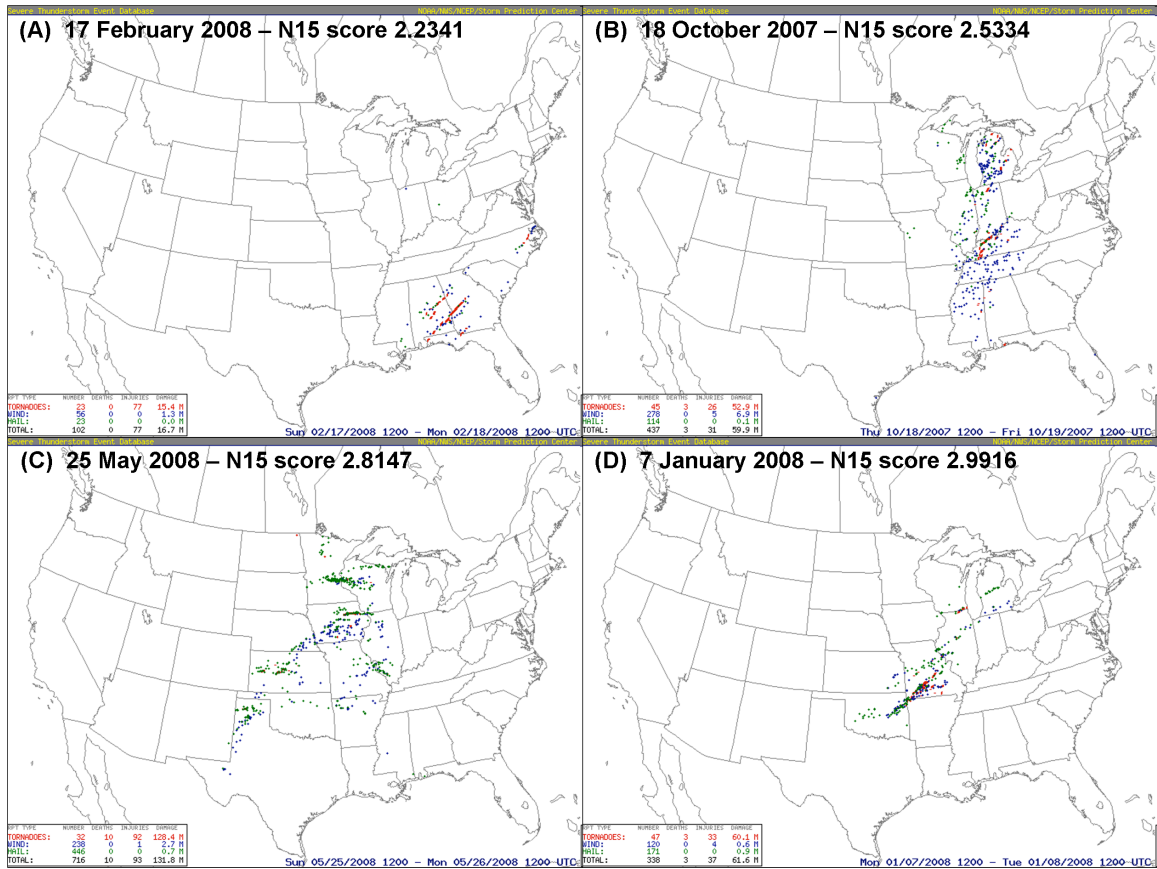 Severe Thunderstorm Event Database NOAA/NWS/NCEP/Storm Prediction Center
(A) 17 February 2008 – N15 score 2.2341
RPT TYPE NUMBER DEATHS INJURIES DAMAGE
TORNADOES: 23 0 77 15.4 M
WIND: 56 0 0 1.3 M
HAIL: 23 0 0 0.0 M
TOTAL: 102 0 77 16.7 M
Sun 02/17/2008 1200 – Mon 02/18/2008 1200 UTC
Severe Thunderstorm Event Database NOAA/NWS/NCEP/Storm Prediction Center
(B) 18 October 2007 – N15 score 2.5334
RPT TYPE NUMBER DEATHS INJURIES DAMAGE
TORNADOES: 45 3 26 52.9 M
WIND: 278 0 5 6.9 M
HAIL: 114 0 0 0.1 M
TOTAL: 437 3 31 59.9 M
Thu 10/18/2007 1200 – Fri 10/19/2007 1200 UTC
Severe Thunderstorm Event Database NOAA/NWS/NCEP/Storm Prediction Center
(C) 25 May 2008 – N15 score 2.8147
RPT TYPE NUMBER DEATHS INJURIES DAMAGE
TORNADOES: 32 10 92 128.4 M
WIND: 238 0 1 2.7 M
HAIL: 446 0 0 0.7 M
TOTAL: 716 10 93 131.8 M
Sun 05/25/2008 1200 – Mon 05/26/2008 1200 UTC
Severe Thunderstorm Event Database NOAA/NWS/NCEP/Storm Prediction Center
(D) 7 January 2008 – N15 score 2.9916
RPT TYPE NUMBER DEATHS INJURIES DAMAGE
TORNADOES: 47 3 33 60.1 M
WIND: 120 0 4 0.6 M
HAIL: 171 0 0 0.9 M
TOTAL: 338 3 37 61.6 M
Mon 01/07/2008 1200 – Tue 01/08/2008 1200 UTC